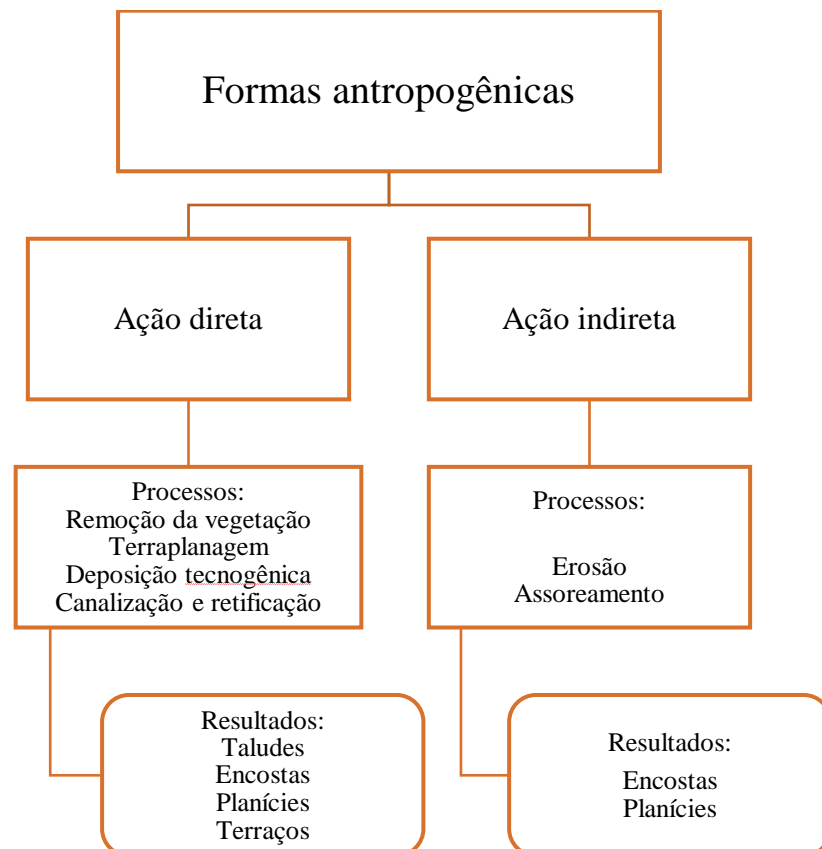 Formas antropogênicas
Ação direta
Ação indireta
Processos:
Remoção da vegetação
Terraplanagem
Deposição tecnogênica
Canalização e retificação
Processos:
Erosão
Assoreamento
Resultados:
Taludes
Encostas
Planícies
Terraços
Resultados:
Encostas
Planícies